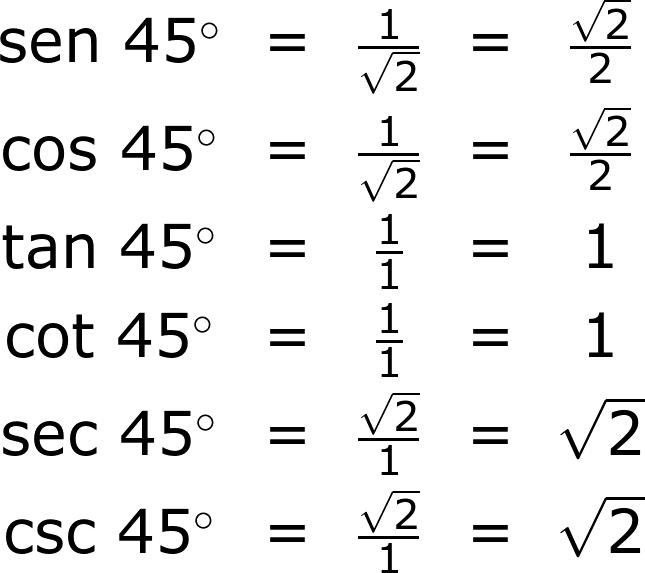 sen 45° = 1/√2 = √2/2
cos 45° = 1/√2 = √2/2
tan 45° = 1/1 = 1
cot 45° = 1/1 = 1
sec 45° = √2/1 = √2
csc 45° = √2/1 = √2